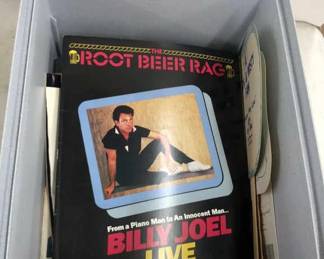 THE
ROOT BEER RAG
From a Piano Man to An Innocent Man...
BILLY JOEL
LIVE